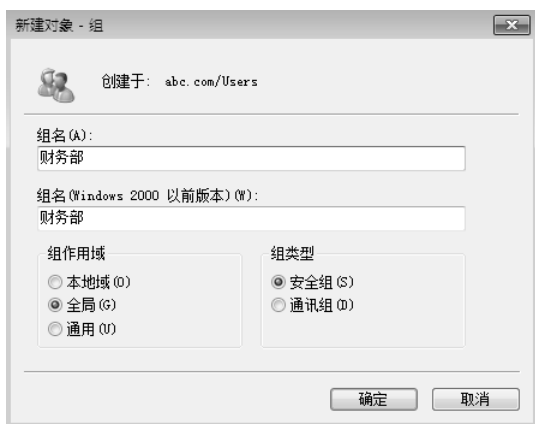 新建对象 - 组
创建于: abc.com/Users
组名(A):
财务部
组名(Windows 2000 以前版本)(W):
财务部
组作用域
本地域(O)
全局(G)
通用(U)
组类型
安全组(S)
通讯组(D)
确定
取消